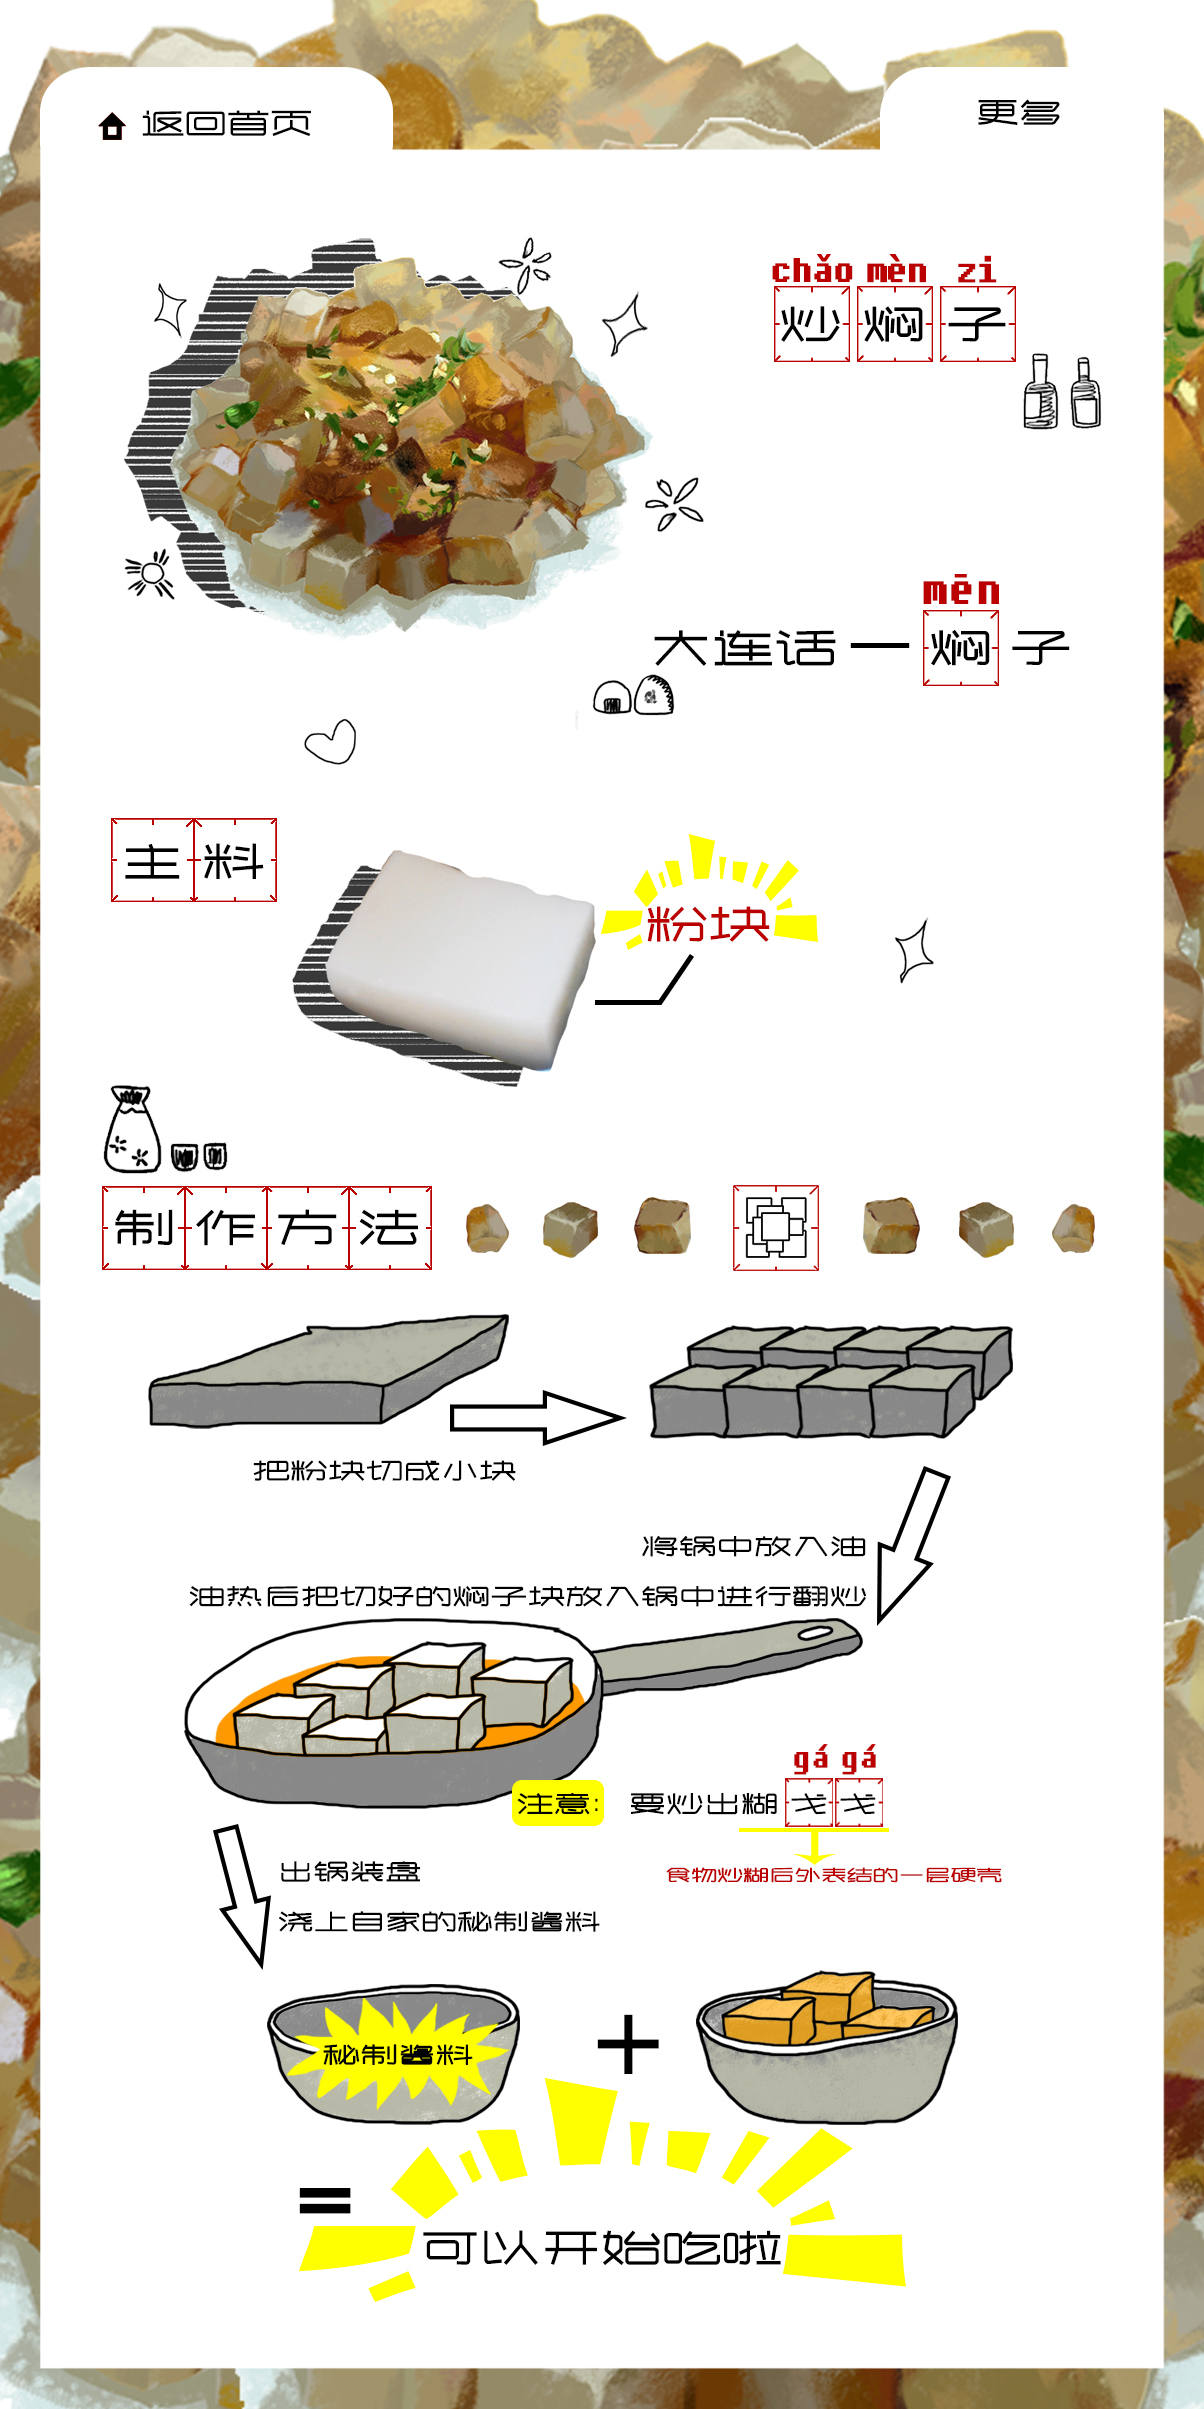 返回首页
更多
chǎo mèn zi
炒焖子
mēn
大连话一焖子
主料
粉块
制作方法
把粉块切成小块
将锅中放入油
油热后把切好的焖子块放入锅中进行翻炒
gá gá
注意: 要炒出糊戈戈
食物炒糊后外表结的一层硬壳
出锅装盘
浇上自家的秘制酱料
秘制酱料
+
=
可以开始吃啦